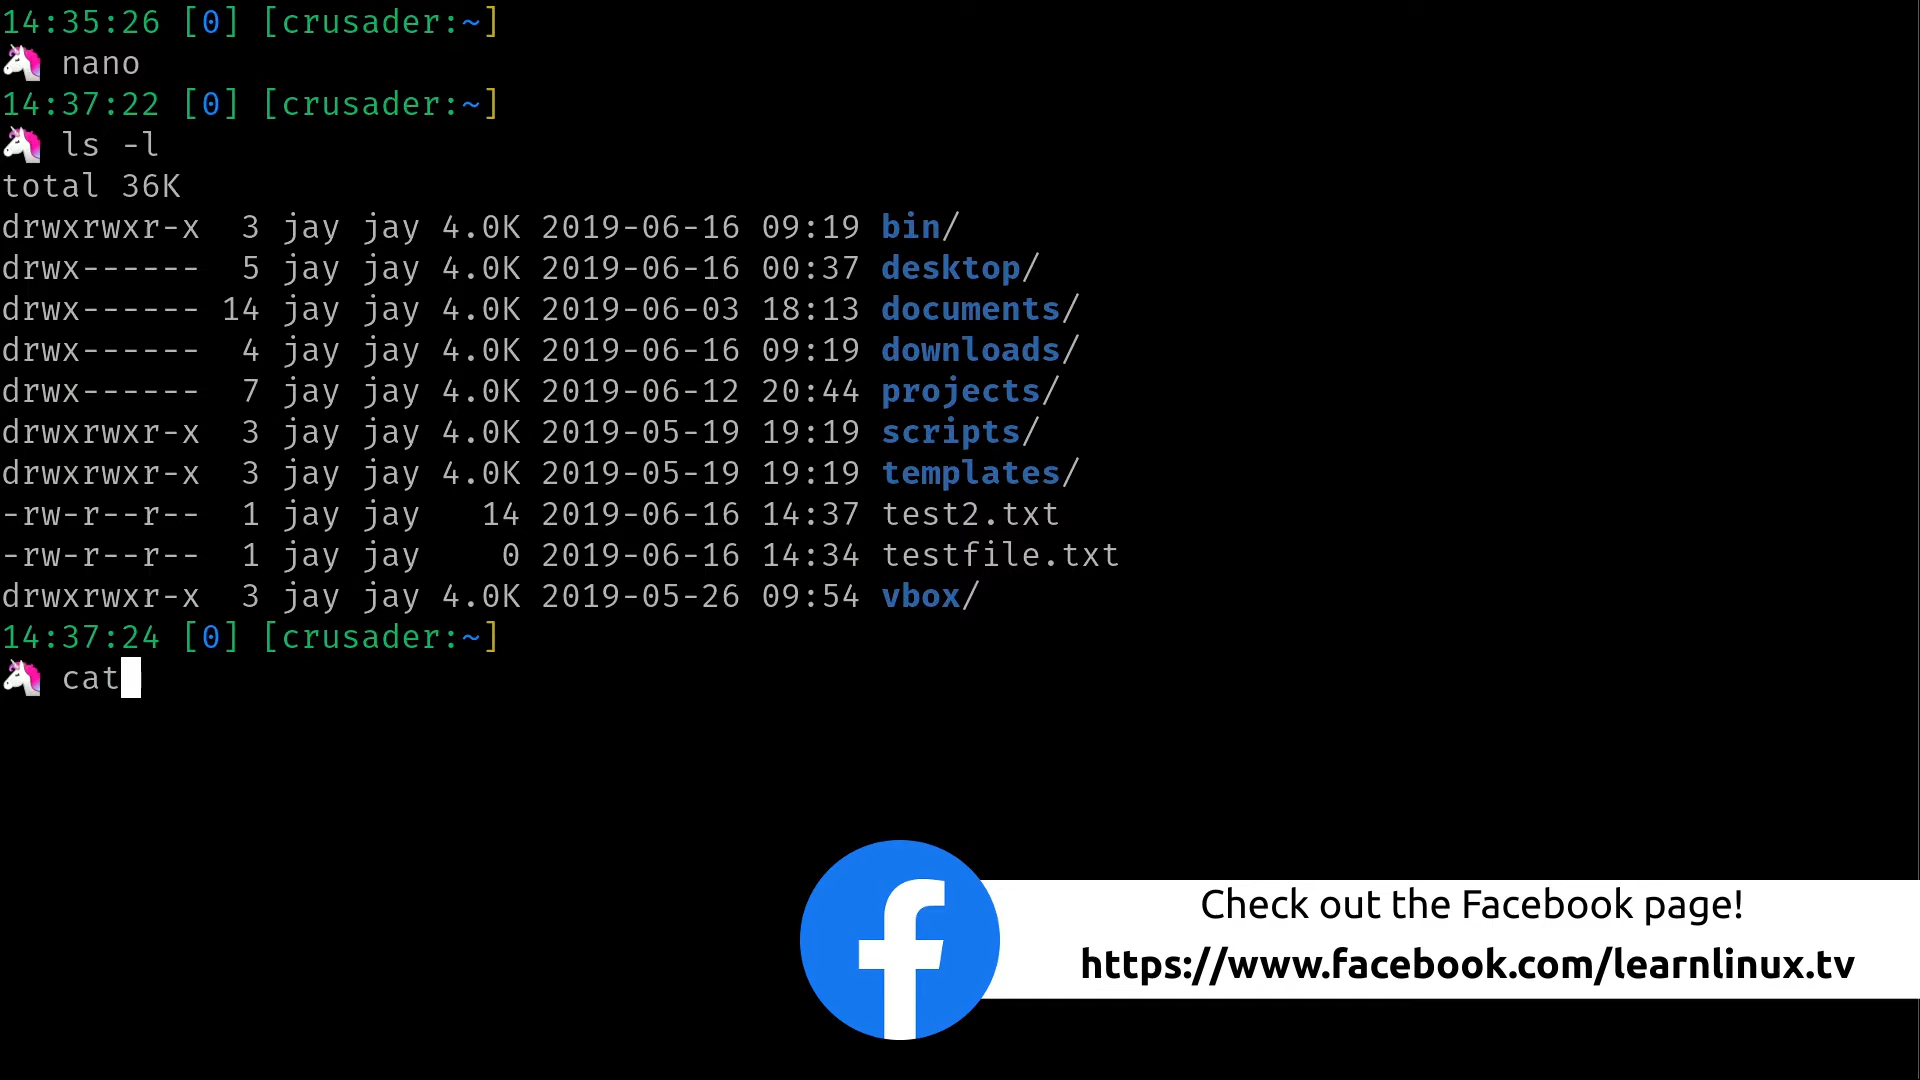 14:35:26 [0] [crusader:~]
🦄 nano
14:37:22 [0] [crusader:~]
🦄 ls -l
total 36K
drwxrwxr-x  3 jay jay 4.0K 2019-06-16 09:19 bin/
drwx------  5 jay jay 4.0K 2019-06-16 00:37 desktop/
drwx------ 14 jay jay 4.0K 2019-06-03 18:13 documents/
drwx------  4 jay jay 4.0K 2019-06-16 09:19 downloads/
drwx------  7 jay jay 4.0K 2019-06-12 20:44 projects/
drwxrwxr-x  3 jay jay 4.0K 2019-05-19 19:19 scripts/
drwxrwxr-x  3 jay jay 4.0K 2019-05-19 19:19 templates/
-rw-r--r--  1 jay jay   14 2019-06-16 14:37 test2.txt
-rw-r--r--  1 jay jay    0 2019-06-16 14:34 testfile.txt
drwxrwxr-x  3 jay jay 4.0K 2019-05-26 09:54 vbox/
14:37:24 [0] [crusader:~]
🦄 cat
Check out the Facebook page!
https://www.facebook.com/learnlinux.tv